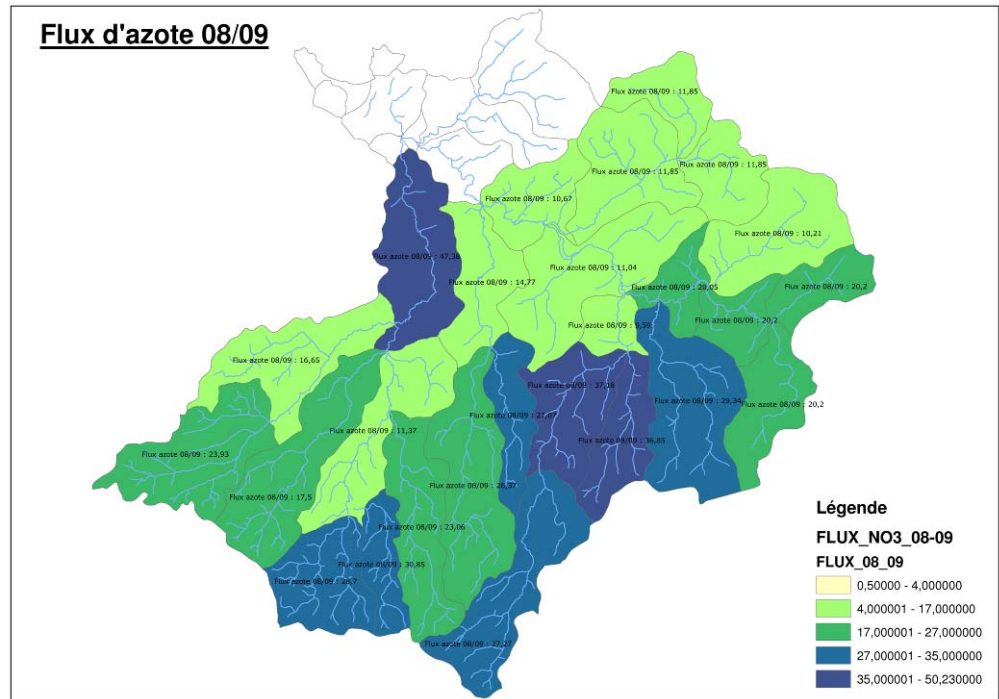 Flux d'azote 08/09
Flux azote 08/09 : 11,85
Flux azote 08/09 : 11,85
Flux azote 08/09 : 11,85
Flux azote 08/09 : 10,67
Flux azote 08/09 : 10,21
Flux azote 08/09 : 47,38
Flux azote 08/09 : 11,04
Flux azote 08/09 : 14,77
Flux azote 08/09 : 20,05
Flux azote 08/09 : 20,2
Flux azote 08/09 : 20,2
Flux azote 08/09 : 9,59
Flux azote 08/09 : 16,65
Flux azote 08/09 : 37,18
Flux azote 08/09 : 29,34
Flux azote 08/09 : 20,2
Flux azote 08/09 : 27,07
Flux azote 08/09 : 11,37
Flux azote 08/09 : 36,85
Flux azote 08/09 : 23,93
Flux azote 08/09 : 26,37
Flux azote 08/09 : 17,5
Flux azote 08/09 : 23,06
Flux azote 08/09 : 30,85
Flux azote 08/09 : 28,7
Flux azote 08/09 : 27,27
Légende
FLUX_NO3_08-09
FLUX_08_09
0,50000 - 4,000000
4,000001 - 17,000000
17,000001 - 27,000000
27,000001 - 35,000000
35,000001 - 50,230000